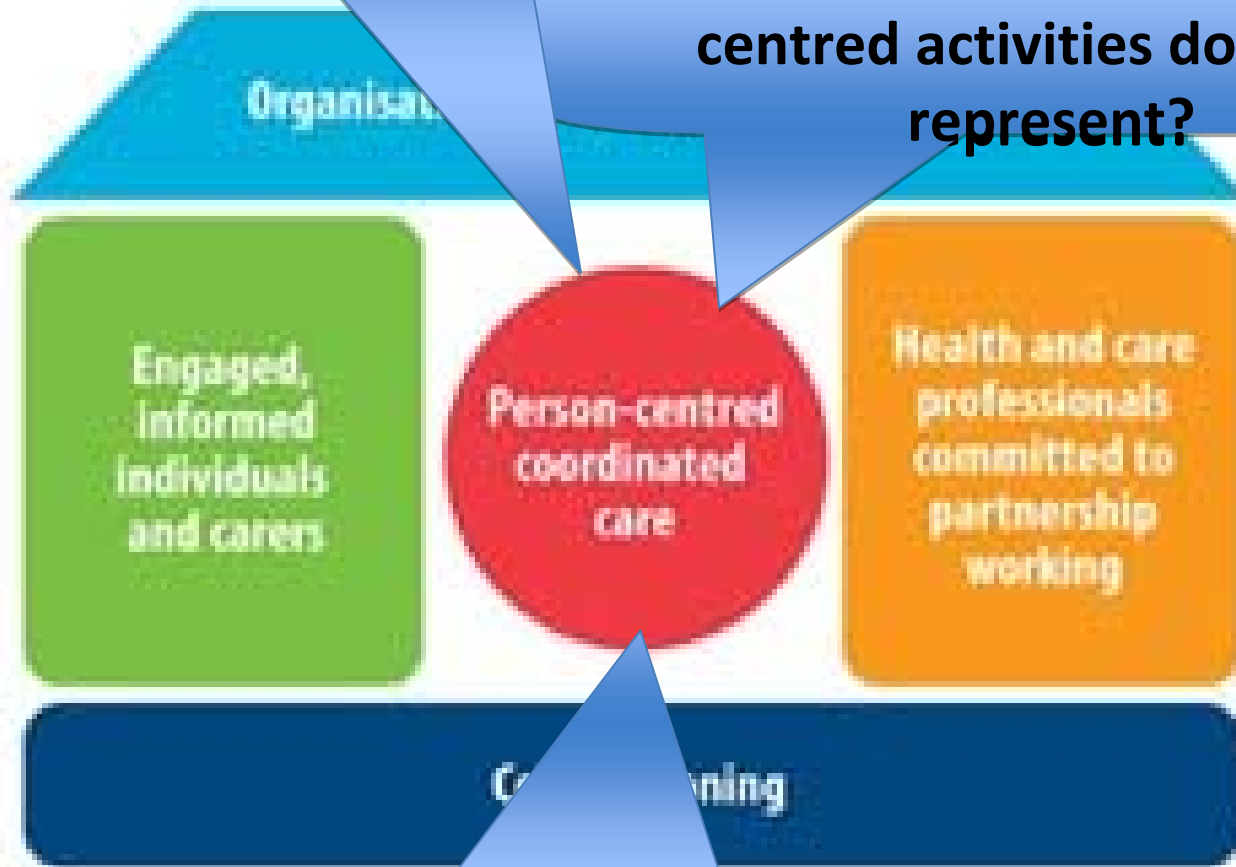 centred activities do
represent?
Organisat
Engaged,
informed
individuals
and carers
Person-centred
coordinated
care
Health and care
professionals
committed to
partnership
working
C ning